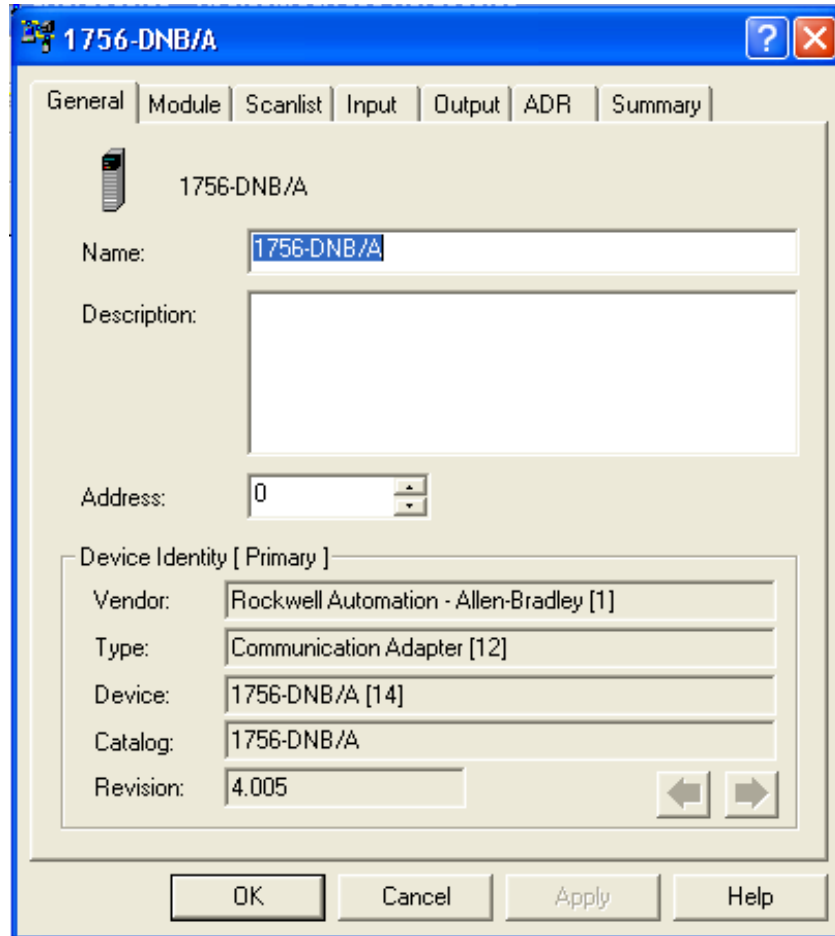 1756-DNB/A
General Module Scanlist Input Output ADR Summary
1756-DNB/A
Name: 1756-DNB/A
Description:
Address: 0
Device Identity [ Primary ]
Vendor: Rockwell Automation - Allen-Bradley [1]
Type: Communication Adapter [12]
Device: 1756-DNB/A [14]
Catalog: 1756-DNB/A
Revision: 4.005
OK Cancel Apply Help